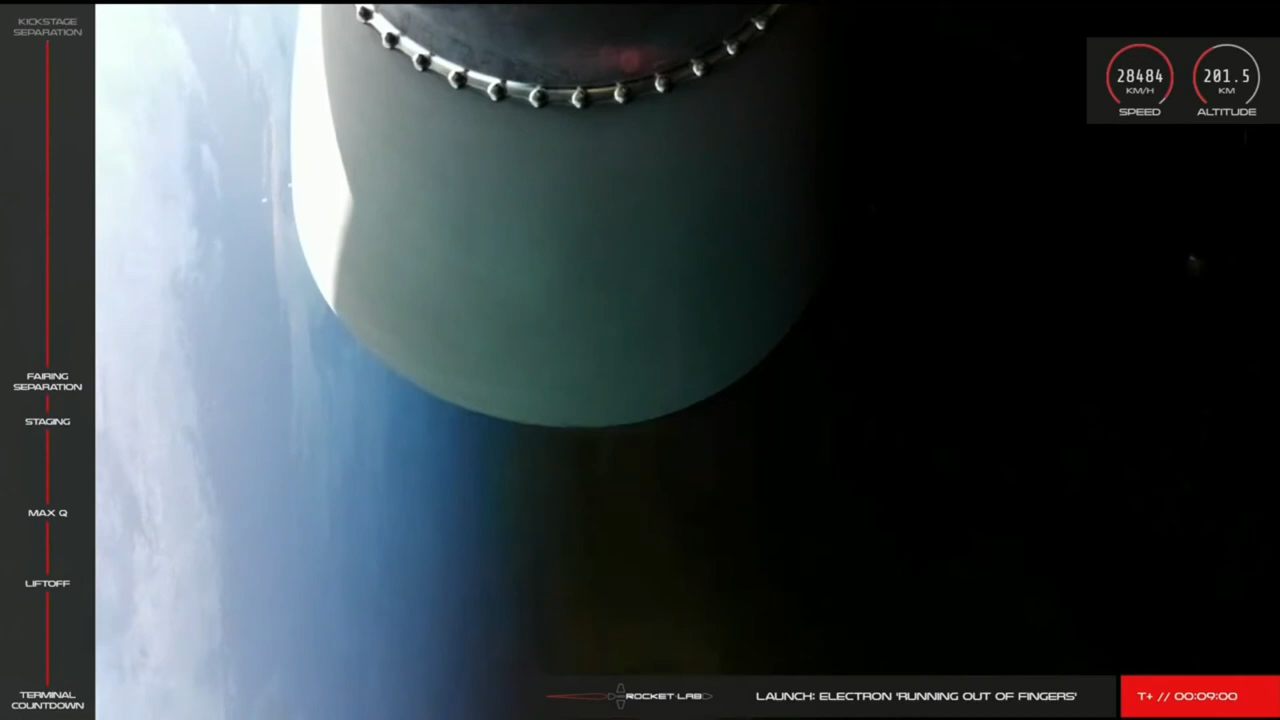 KICKSTAGE
SEPARATION
FAIRING
SEPARATION
STAGING
MAX Q
LIFTOFF
TERMINAL
COUNTDOWN
28484
KM/H
SPEED
201.5
KM
ALTITUDE
ROCKET LAB
LAUNCH: ELECTRON 'RUNNING OUT OF FINGERS'
T+ // 00:09:00